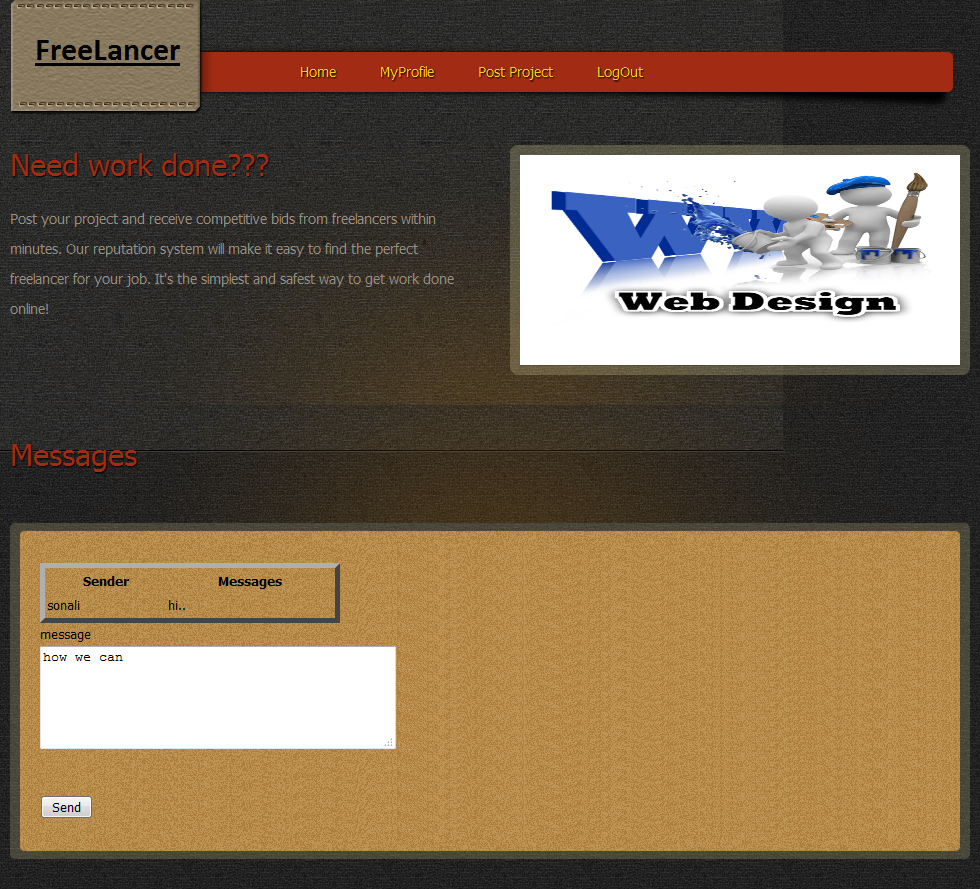 FreeLancer
Home MyProfile Post Project LogOut
Need work done???
Post your project and receive competitive bids from freelancers within
minutes. Our reputation system will make it easy to find the perfect
freelancer for your job. It's the simplest and safest way to get work done
online!
WWW
Web Design
Messages
Sender Messages
sonali hi..
message
how we can
Send